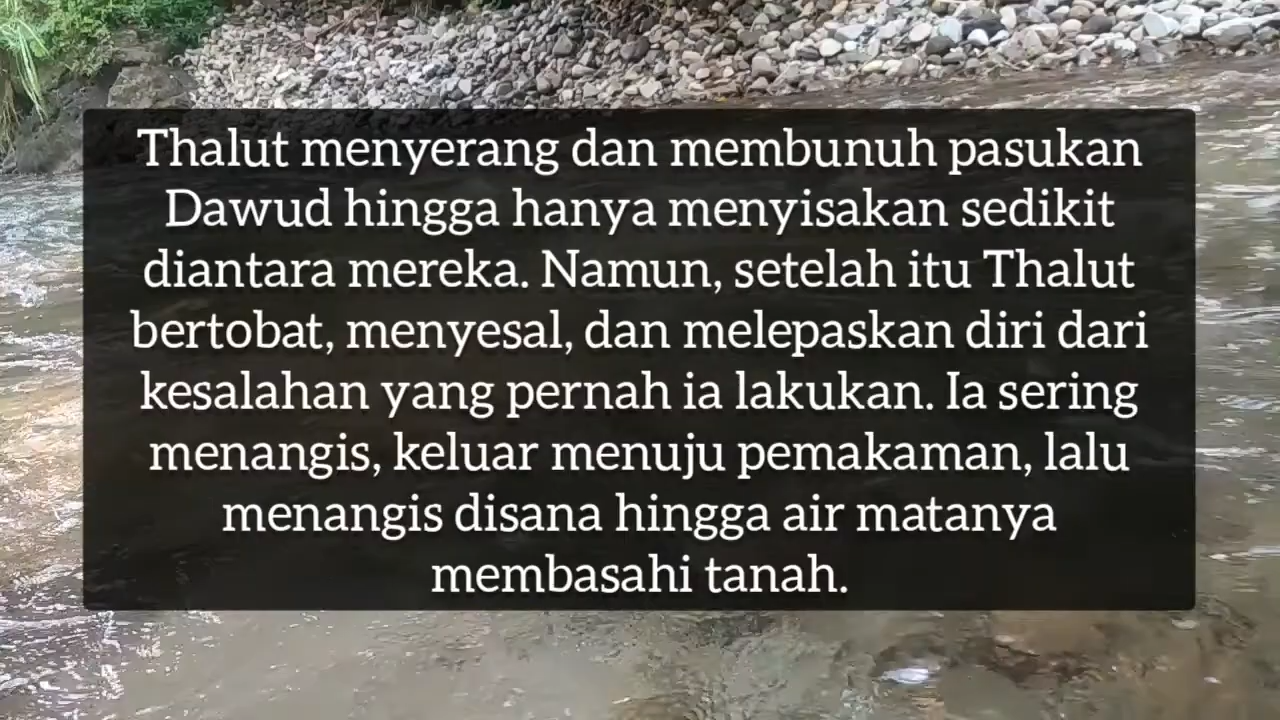 Thalut menyerang dan membunuh pasukan
Dawud hingga hanya menyisakan sedikit
diantara mereka. Namun, setelah itu Thalut
bertobat, menyesal, dan melepaskan diri dari
kesalahan yang pernah ia lakukan. Ia sering
menangis, keluar menuju pemakaman, lalu
menangis disana hingga air matanya
membasahi tanah.